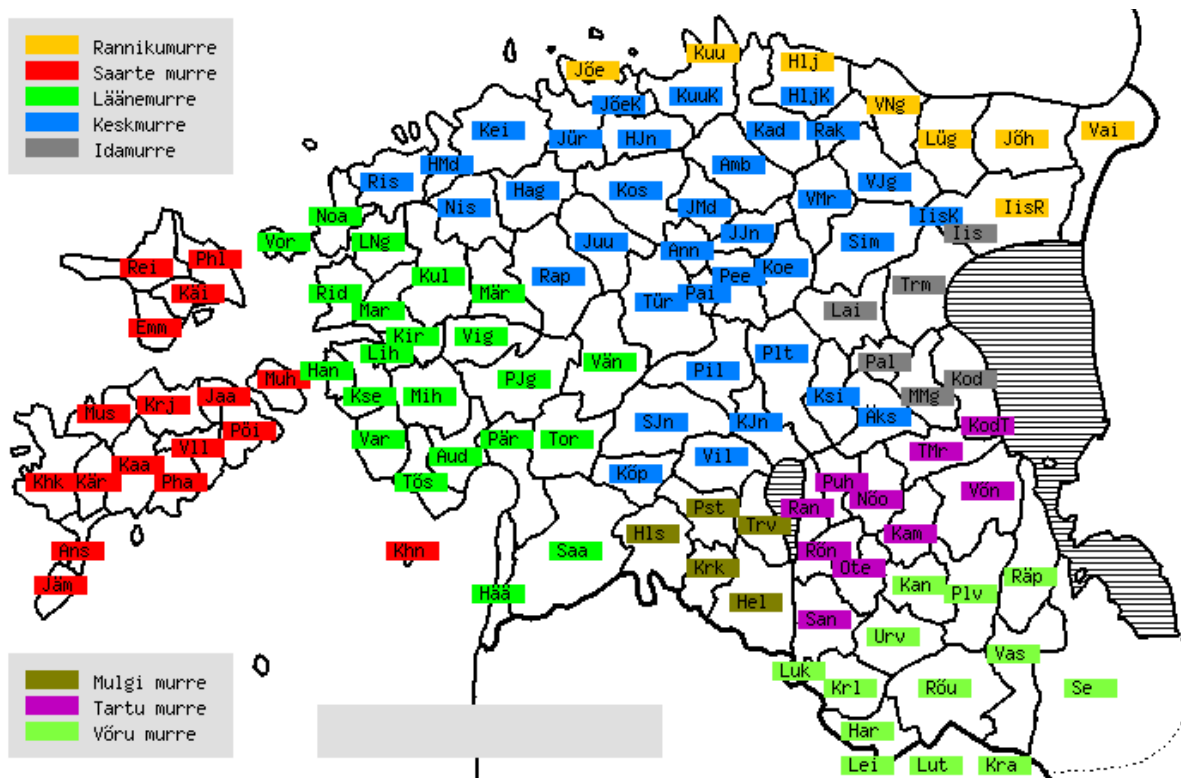 Rannikumurre
Saarte murre
Läänemurre
Keskmurre
Idamurre
Kuu
Hlj
Jõe
KuuK
HljK
JõeK
VNg
Kei
Jür
HJn
Kad
Rak
Lüg
Jõh
Vai
HMd
Amb
Ris
Hag
Kos
VJg
Nis
JMd
VMr
IisR
Noa
IisK
Vor
LNg
Juu
Ann
JJn
Sim
Iis
Phl
Rei
Kul
Rap
Pee
Koe
Käi
Rid
Mär
Pai
Trm
Mar
Tür
Lai
Emm
Kir
Vig
Lih
Plt
Vän
Pal
Han
Pil
Muh
PJg
Kod
Jaa
Kse
Mih
Ksi
MMg
Krj
Mus
Äks
Põi
SJn
KJn
KodT
Vll
Var
Pär
Tor
TMr
Kaa
Aud
Vil
Khk
Kär
Pha
Tõs
Kõp
Puh
Võn
Nõo
Pst
Ran
Trv
Hls
Kam
Ans
Khn
Saa
Rõn
Krk
Ote
Jäm
Räp
Kan
Hää
Plv
Hel
San
Urv
Vas
Luk
Mulgi murre
Krl
Rõu
Se
Tartu murre
Võru murre
Har
Lei
Lut
Kra